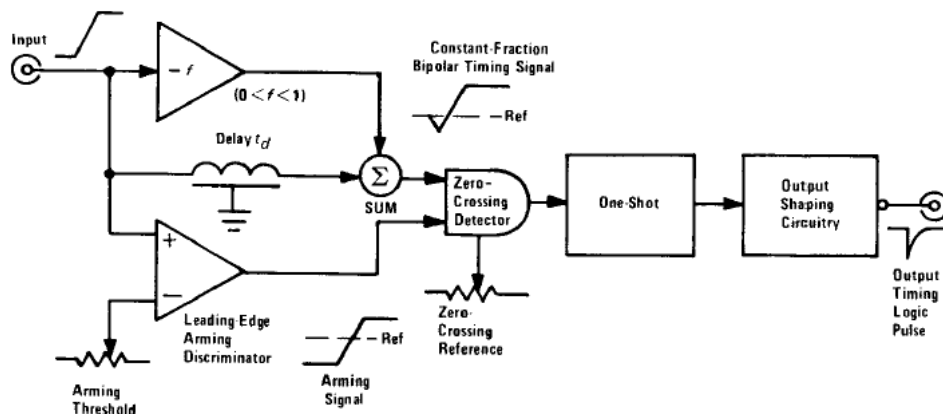 Input
– f
(0 < f < 1)
Constant-Fraction
Bipolar Timing Signal
Ref
Delay td
Σ
SUM
Zero-
Crossing
Detector
One-Shot
Output
Shaping
Circuitry
+
—
Leading-Edge
Arming
Discriminator
Ref
Arming
Signal
Zero-
Crossing
Reference
Output
Timing
Logic
Pulse
Arming
Threshold